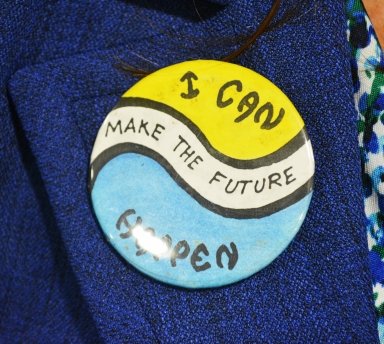 I CAN
MAKE THE FUTURE
HAPPEN